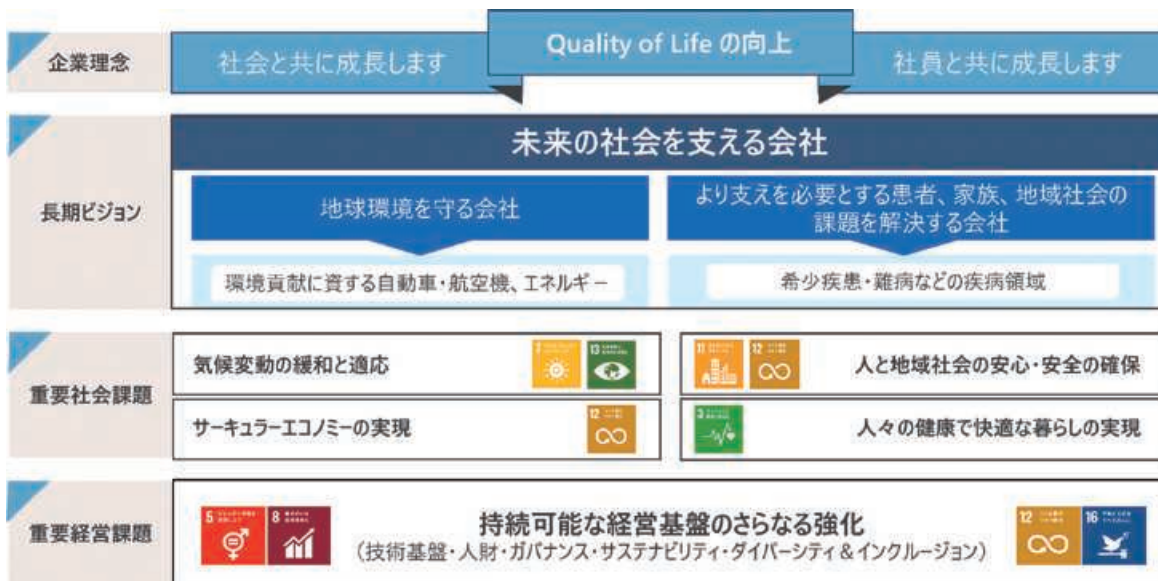 Quality of Life の向上
企業理念
社会と共に成長します
社員と共に成長します
長期ビジョン
未来の社会を支える会社
地球環境を守る会社
より支えを必要とする患者、家族、地域社会の
課題を解決する会社
環境貢献に資する自動車・航空機、エネルギー
希少疾患・難病などの疾病領域
重要社会課題
気候変動の緩和と適応
7
13
11
12
人と地域社会の安心・安全の確保
サーキュラーエコノミーの実現
12
3
人々の健康で快適な暮らしの実現
重要経営課題
5
8
持続可能な経営基盤のさらなる強化
(技術基盤・人財・ガバナンス・サステナビリティ・ダイバーシティ&インクルージョン)
12
16